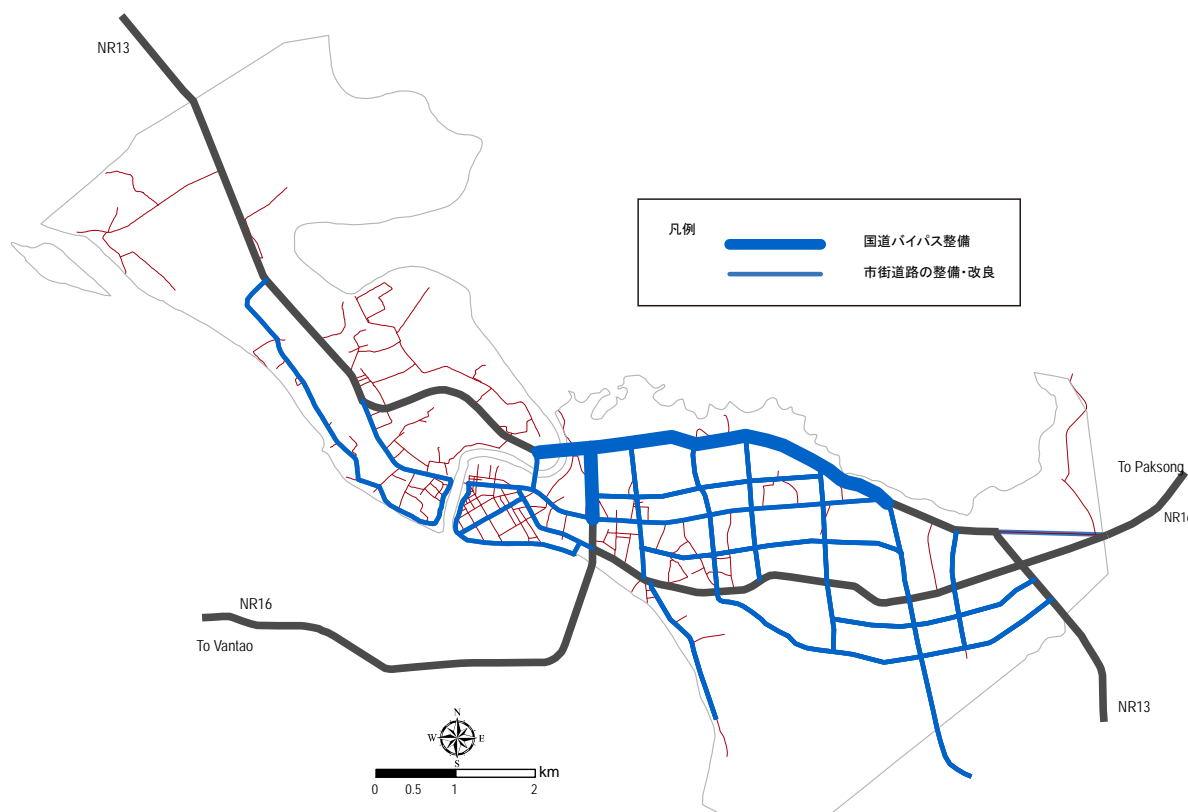 NR13
凡例
国道バイパス整備
市街道路の整備・改良
To Paksong
NR16
NR16
To Vantao
NR13
N
W E
S
km
0 0.5 1 2